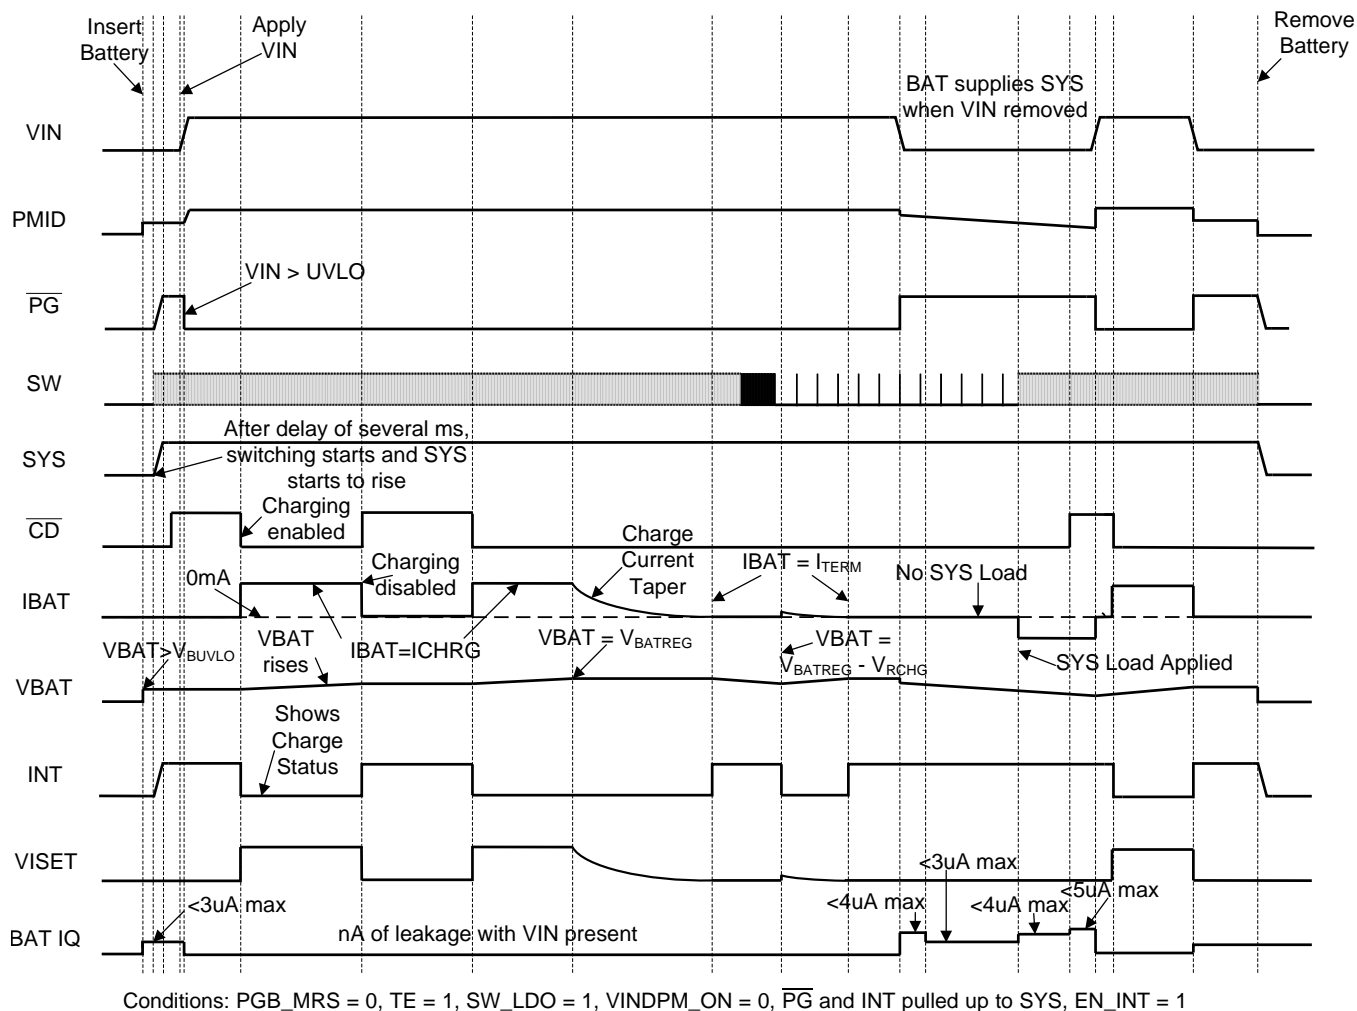 Insert
Battery
Apply
VIN
Remove
Battery
BAT supplies SYS
when VIN removed
VIN
PMID
VIN > UVLO
PG
SW
After delay of several ms,
switching starts and SYS
starts to rise
SYS
Charging
enabled
CD
Charge
Current
Taper
Charging
disabled
IBAT = ITERM
No SYS Load
0mA
IBAT
VBAT>VBUVLO
VBAT
rises
IBAT=ICHRG
VBAT = VBATREG
VBAT =
VBATREG - VRCHG
SYS Load Applied
VBAT
Shows
Charge
Status
INT
VISET
<3uA max
<3uA max
<4uA max
<4uA max
<5uA max
BAT IQ
nA of leakage with VIN present
Conditions: PGB_MRS = 0, TE = 1, SW_LDO = 1, VINDPM_ON = 0, PG and INT pulled up to SYS, EN_INT = 1